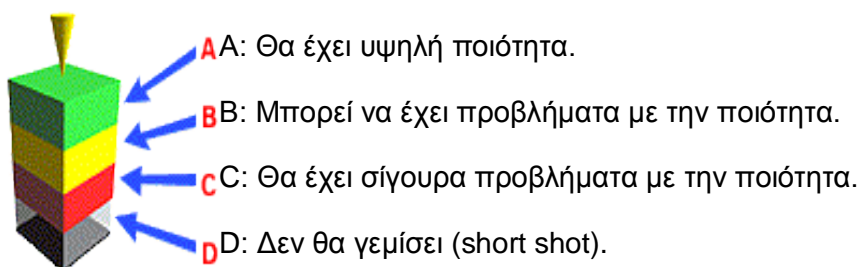 A A: Θα έχει υψηλή ποιότητα.
B B: Μπορεί να έχει προβλήματα με την ποιότητα.
C C: Θα έχει σίγουρα προβλήματα με την ποιότητα.
D D: Δεν θα γεμίσει (short shot).